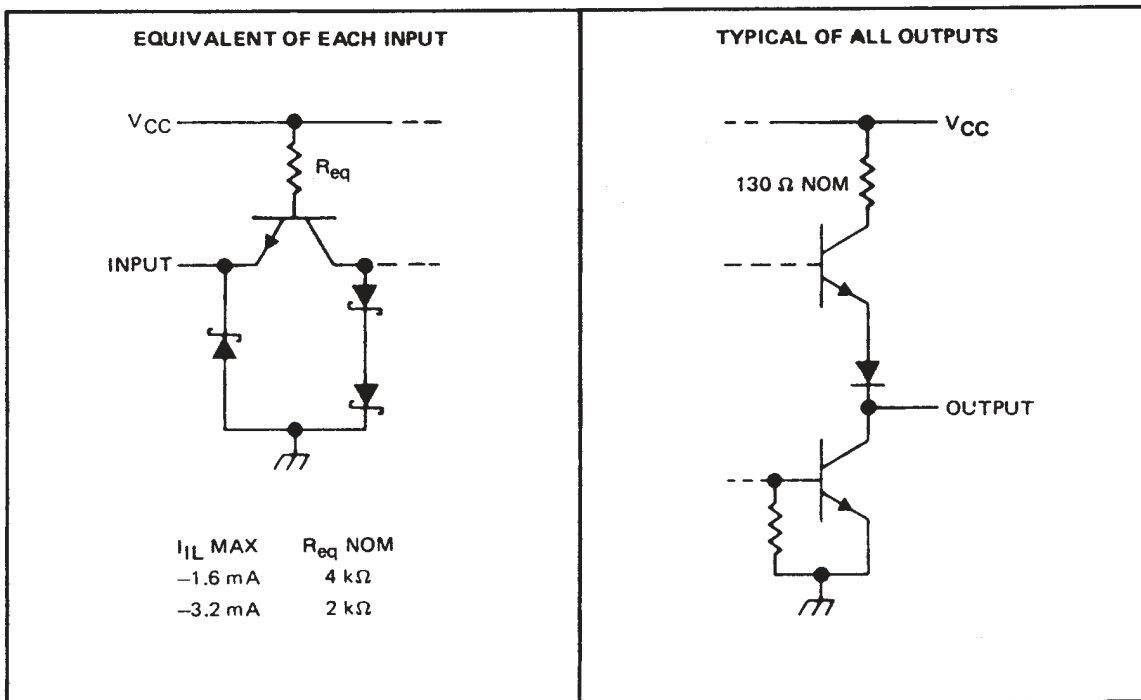 EQUIVALENT OF EACH INPUT
VCC
Req
INPUT
IIL MAX Req NOM
−1.6 mA 4 kΩ
−3.2 mA 2 kΩ
TYPICAL OF ALL OUTPUTS
VCC
130 Ω NOM
OUTPUT